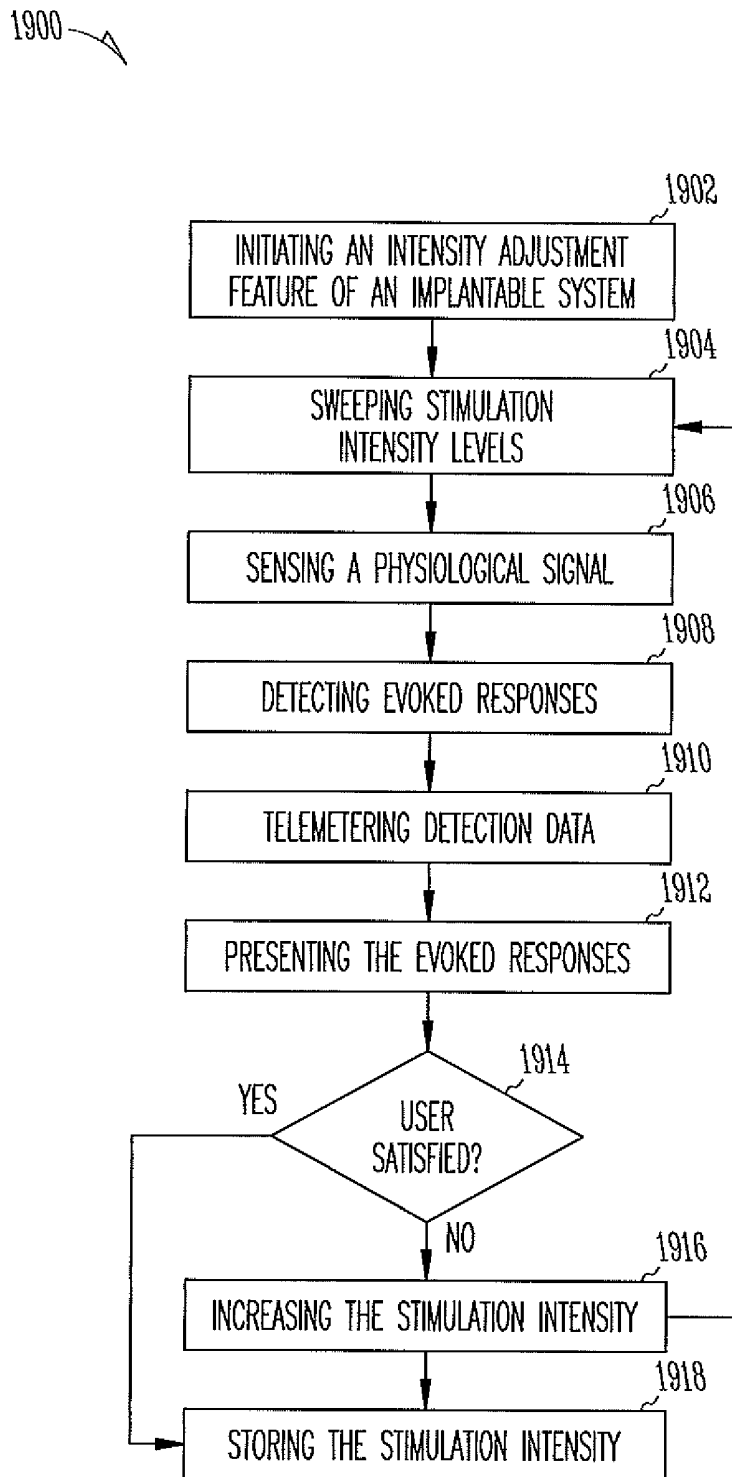 1900
1902
INITIATING AN INTENSITY ADJUSTMENT
FEATURE OF AN IMPLANTABLE SYSTEM
1904
SWEEPING STIMULATION
INTENSITY LEVELS
1906
SENSING A PHYSIOLOGICAL SIGNAL
1908
DETECTING EVOKED RESPONSES
1910
TELEMETERING DETECTION DATA
1912
PRESENTING THE EVOKED RESPONSES
1914
YES
USER
SATISFIED?
NO
1916
INCREASING THE STIMULATION INTENSITY
1918
STORING THE STIMULATION INTENSITY